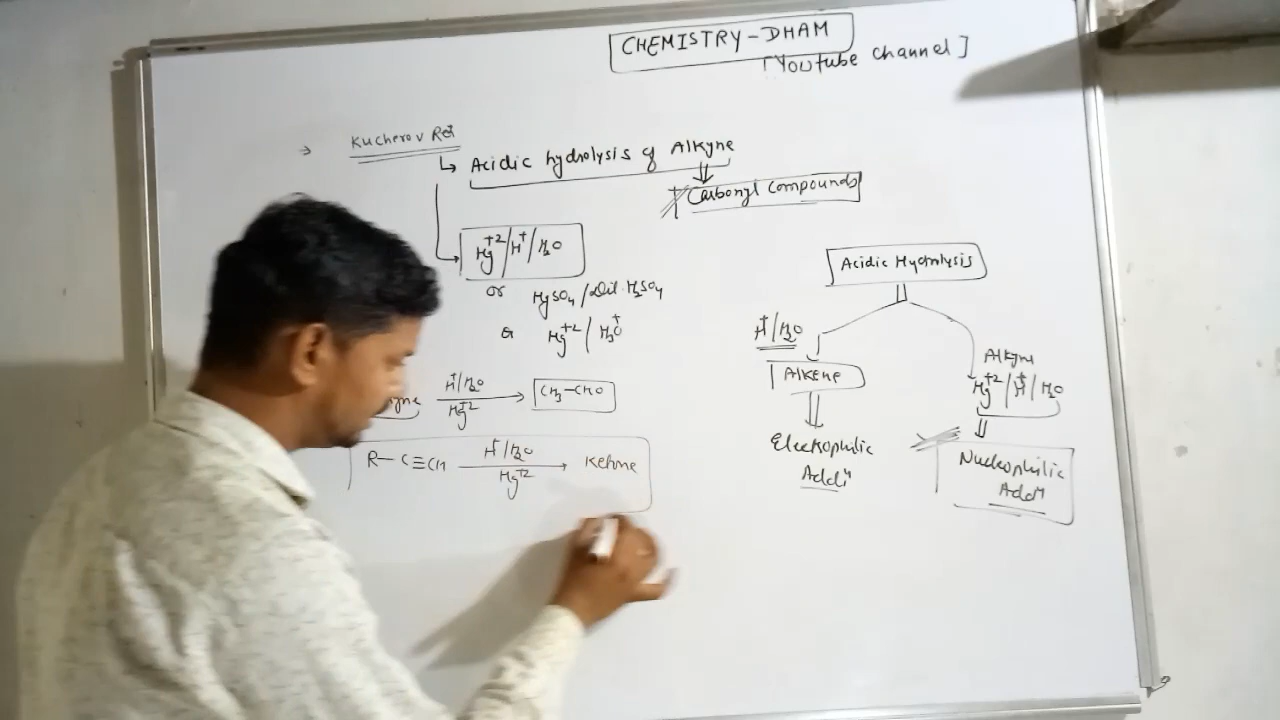 CHEMISTRY-DHAM
[Youtube channel]
→ Kucherov Rex^n
↳ Acidic hydrolysis of Alkyne
⇓
Carbonyl Compounds
Hg⁺²/H⁺/H₂O
or HgSO₄/Dil. H₂SO₄
or Hg⁺²/H₃O⁺
yne H⁺/H₂O / Hg⁺² → CH₃–CHO
R–C≡CH H⁺/H₂O / Hg⁺² → Ketone
Acidic Hydrolysis
H⁺/H₂O
Alkene
⇓
Electrophilic
Addⁿ
Alkyne
Hg⁺²/H⁺/H₂O
⇓
Nucleophilic
Addⁿ